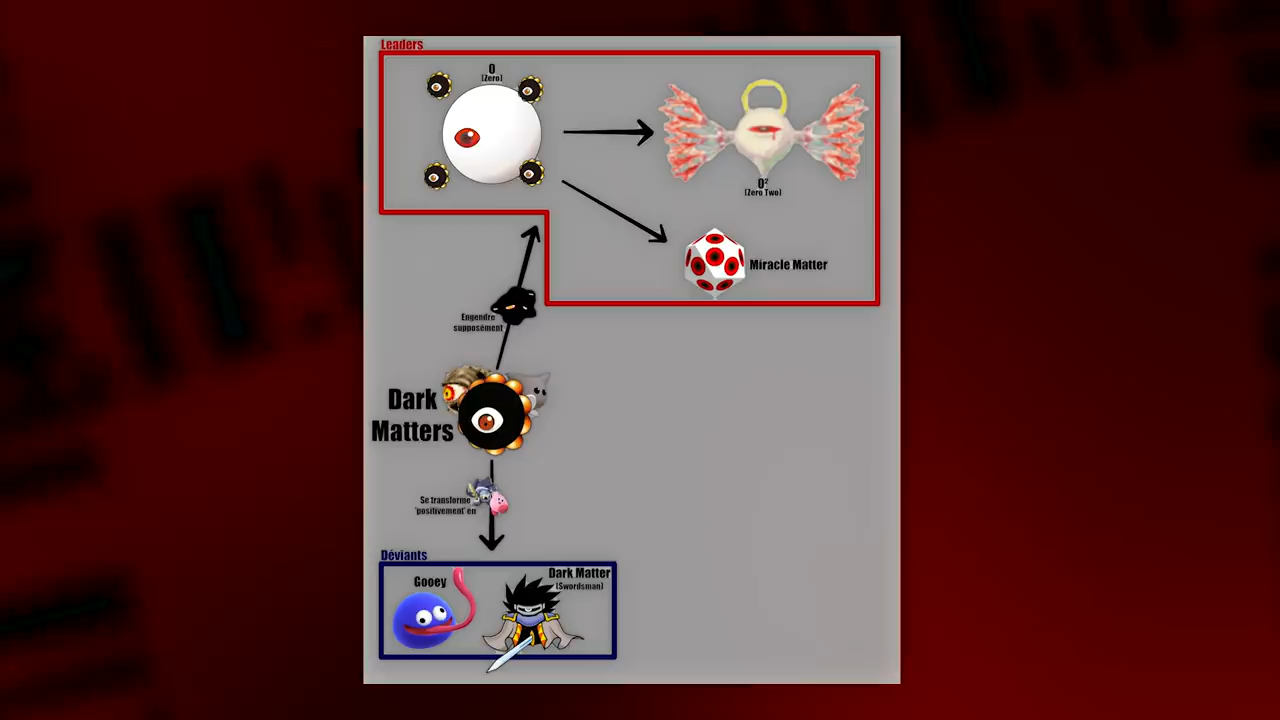 Leaders
0
(Zero)
0²
(Zero Two)
Miracle Matter
Engendre
supposément
Dark
Matters
Se transforme
'positivement' en
Déviants
Gooey
Dark Matter
(Swordsman)